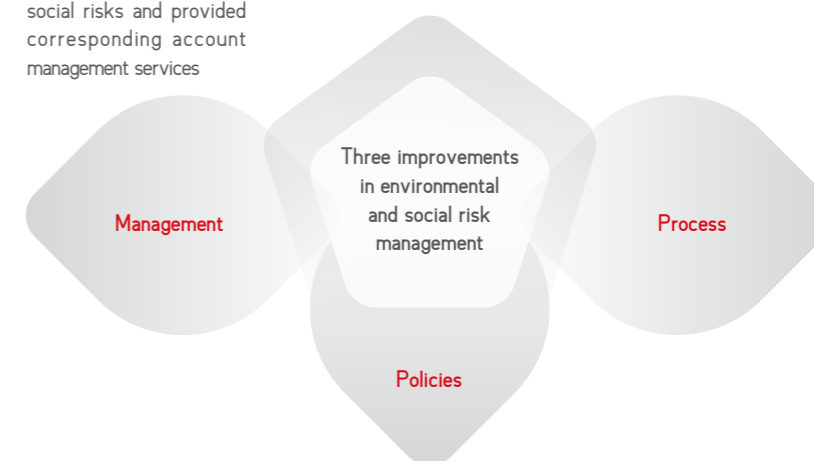 social risks and provided
corresponding account
management services
Three improvements
in environmental
and social risk
management
Management
Process
Policies